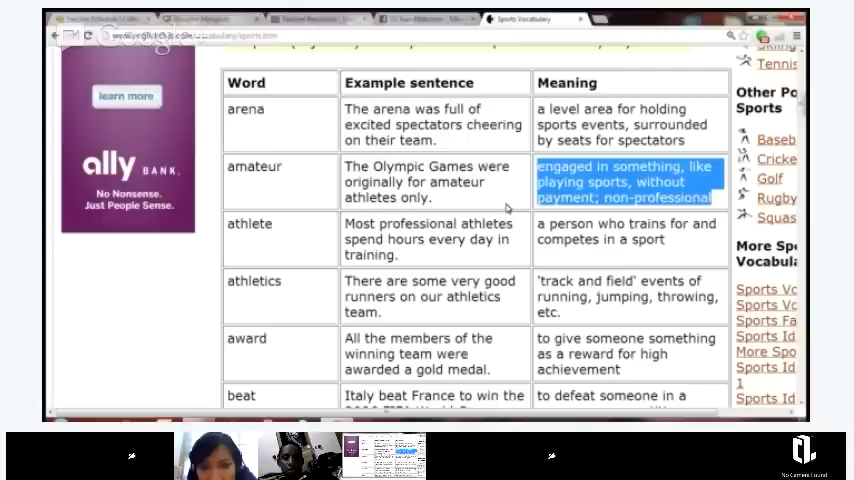 Sports Vocabulary
learn more
ally BANK.
No Nonsense.
Just People Sense.
Word Example sentence Meaning
arena The arena was full of excited spectators cheering on their team. a level area for holding sports events, surrounded by seats for spectators
amateur The Olympic Games were originally for amateur athletes only. engaged in something, like playing sports, without payment; non-professional
athlete Most professional athletes spend hours every day in training. a person who trains for and competes in a sport
athletics There are some very good runners on our athletics team. 'track and field' events of running, jumping, throwing, etc.
award All the members of the winning team were awarded a gold medal. to give someone something as a reward for high achievement
beat Italy beat France to win the to defeat someone in a
Skiing
Tennis
Other Po
Sports
Baseb
Cricke
Golf
Rugby
Squas
More Spo
Vocabula
Sports Vo
Sports Vo
Sports Fa
Sports Id
More Spo
Sports Id
1
Sports Id
No Camera